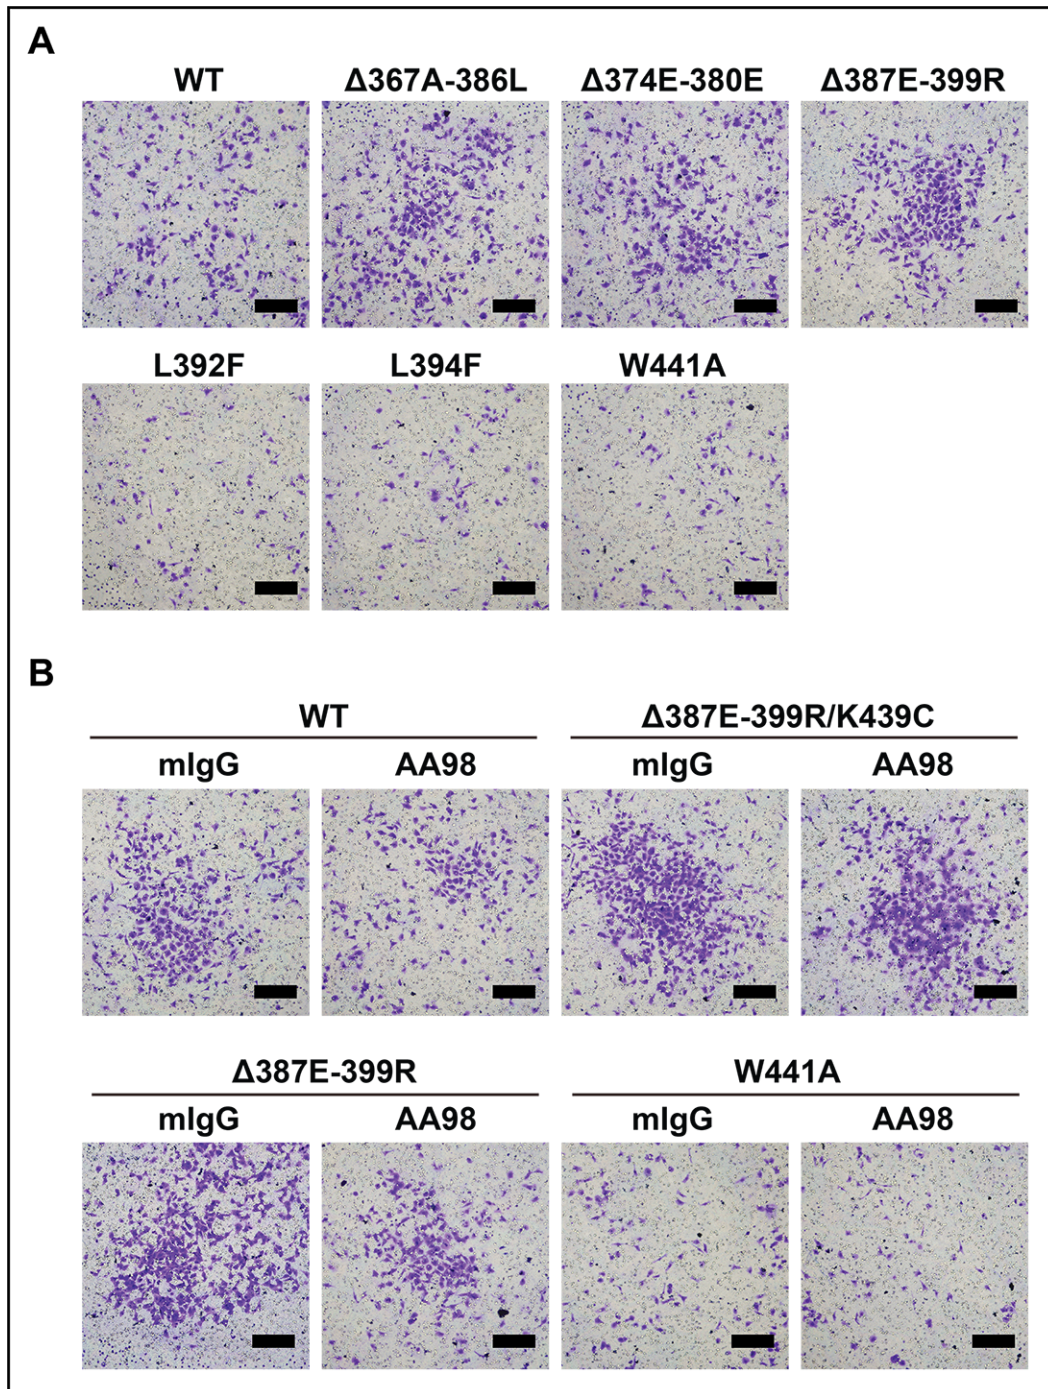 A
WT Δ367A-386L Δ374E-380E Δ387E-399R
L392F L394F W441A
B
WT Δ387E-399R/K439C
mIgG AA98 mIgG AA98
Δ387E-399R W441A
mIgG AA98 mIgG AA98